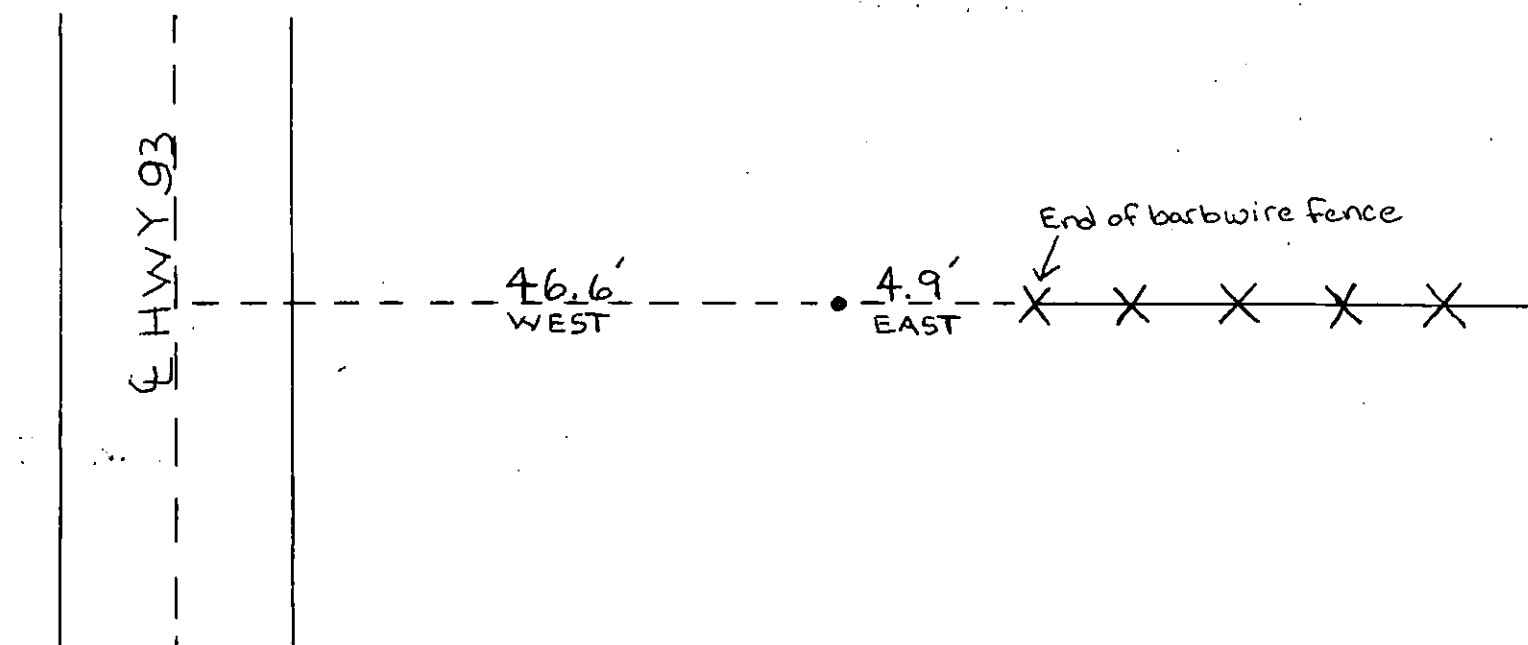 ℄ HWY 93
End of barbwire fence
46.6′
WEST
4.9′
EAST